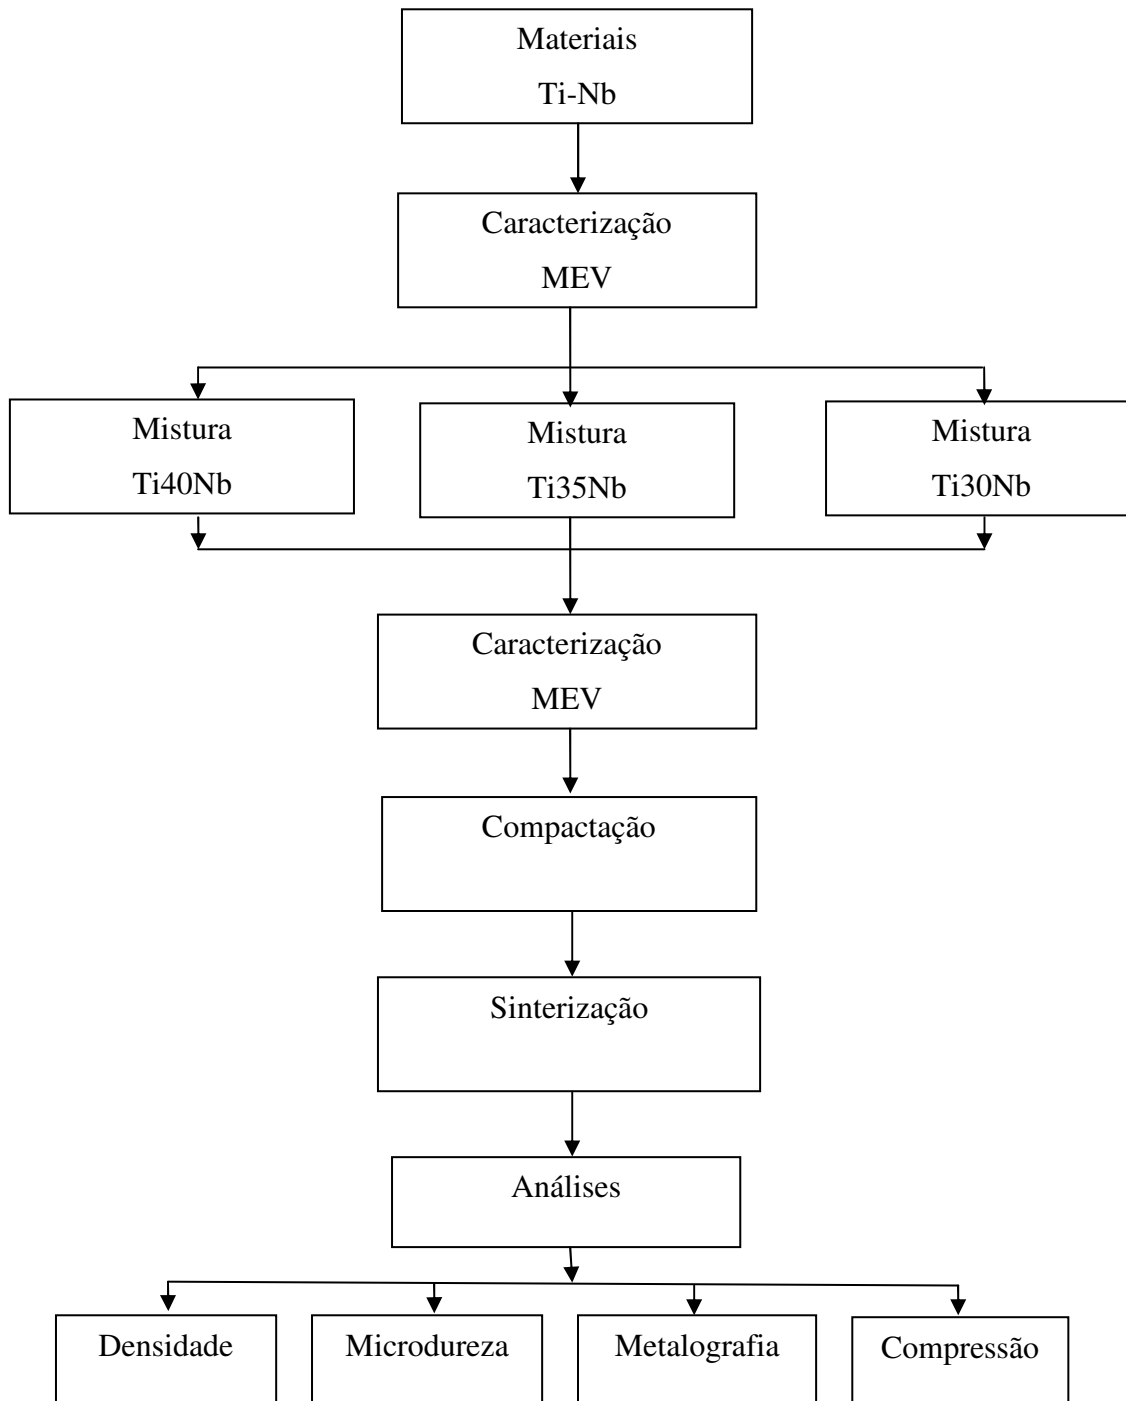 Materiais
Ti-Nb
Caracterização
MEV
Mistura
Ti40Nb
Mistura
Ti35Nb
Mistura
Ti30Nb
Caracterização
MEV
Compactação
Sinterização
Análises
Densidade
Microdureza
Metalografia
Compressão